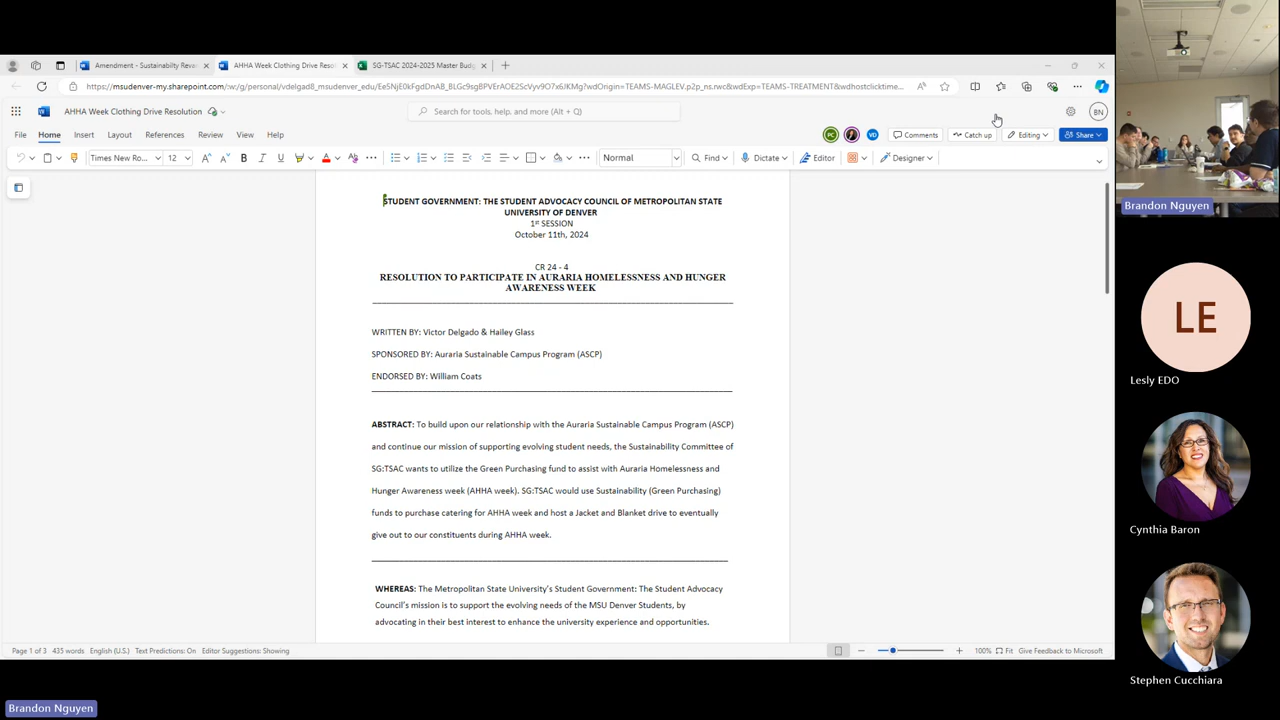 Amendment - Sustainabilty Reva
AHHA Week Clothing Drive Resol
SG-TSAC 2024-2025 Master Budg
AHHA Week Clothing Drive Resolution
Search for tools, help, and more (Alt + Q)
BN
File Home Insert Layout References Review View Help
PC VD Comments Catch up Editing Share
Times New Ro... 12 Normal Find Dictate Editor Designer
STUDENT GOVERNMENT: THE STUDENT ADVOCACY COUNCIL OF METROPOLITAN STATE
UNIVERSITY OF DENVER
1st SESSION
October 11th, 2024
CR 24 - 4
RESOLUTION TO PARTICIPATE IN AURARIA HOMELESSNESS AND HUNGER
AWARENESS WEEK
WRITTEN BY: Victor Delgado & Hailey Glass
SPONSORED BY: Auraria Sustainable Campus Program (ASCP)
ENDORSED BY: William Coats
ABSTRACT: To build upon our relationship with the Auraria Sustainable Campus Program (ASCP)
and continue our mission of supporting evolving student needs, the Sustainability Committee of
SG:TSAC wants to utilize the Green Purchasing fund to assist with Auraria Homelessness and
Hunger Awareness week (AHHA week). SG:TSAC would use Sustainability (Green Purchasing)
funds to purchase catering for AHHA week and host a Jacket and Blanket drive to eventually
give out to our constituents during AHHA week.
WHEREAS: The Metropolitan State University's Student Government: The Student Advocacy
Council's mission is to support the evolving needs of the MSU Denver Students, by
advocating in their best interest to enhance the university experience and opportunities.
Page 1 of 3 435 words English (U.S.) Text Predictions: On Editor Suggestions: Showing
100% Fit Give Feedback to Microsoft
Brandon Nguyen
LE
Lesly EDO
Cynthia Baron
Stephen Cucchiara
Brandon Nguyen